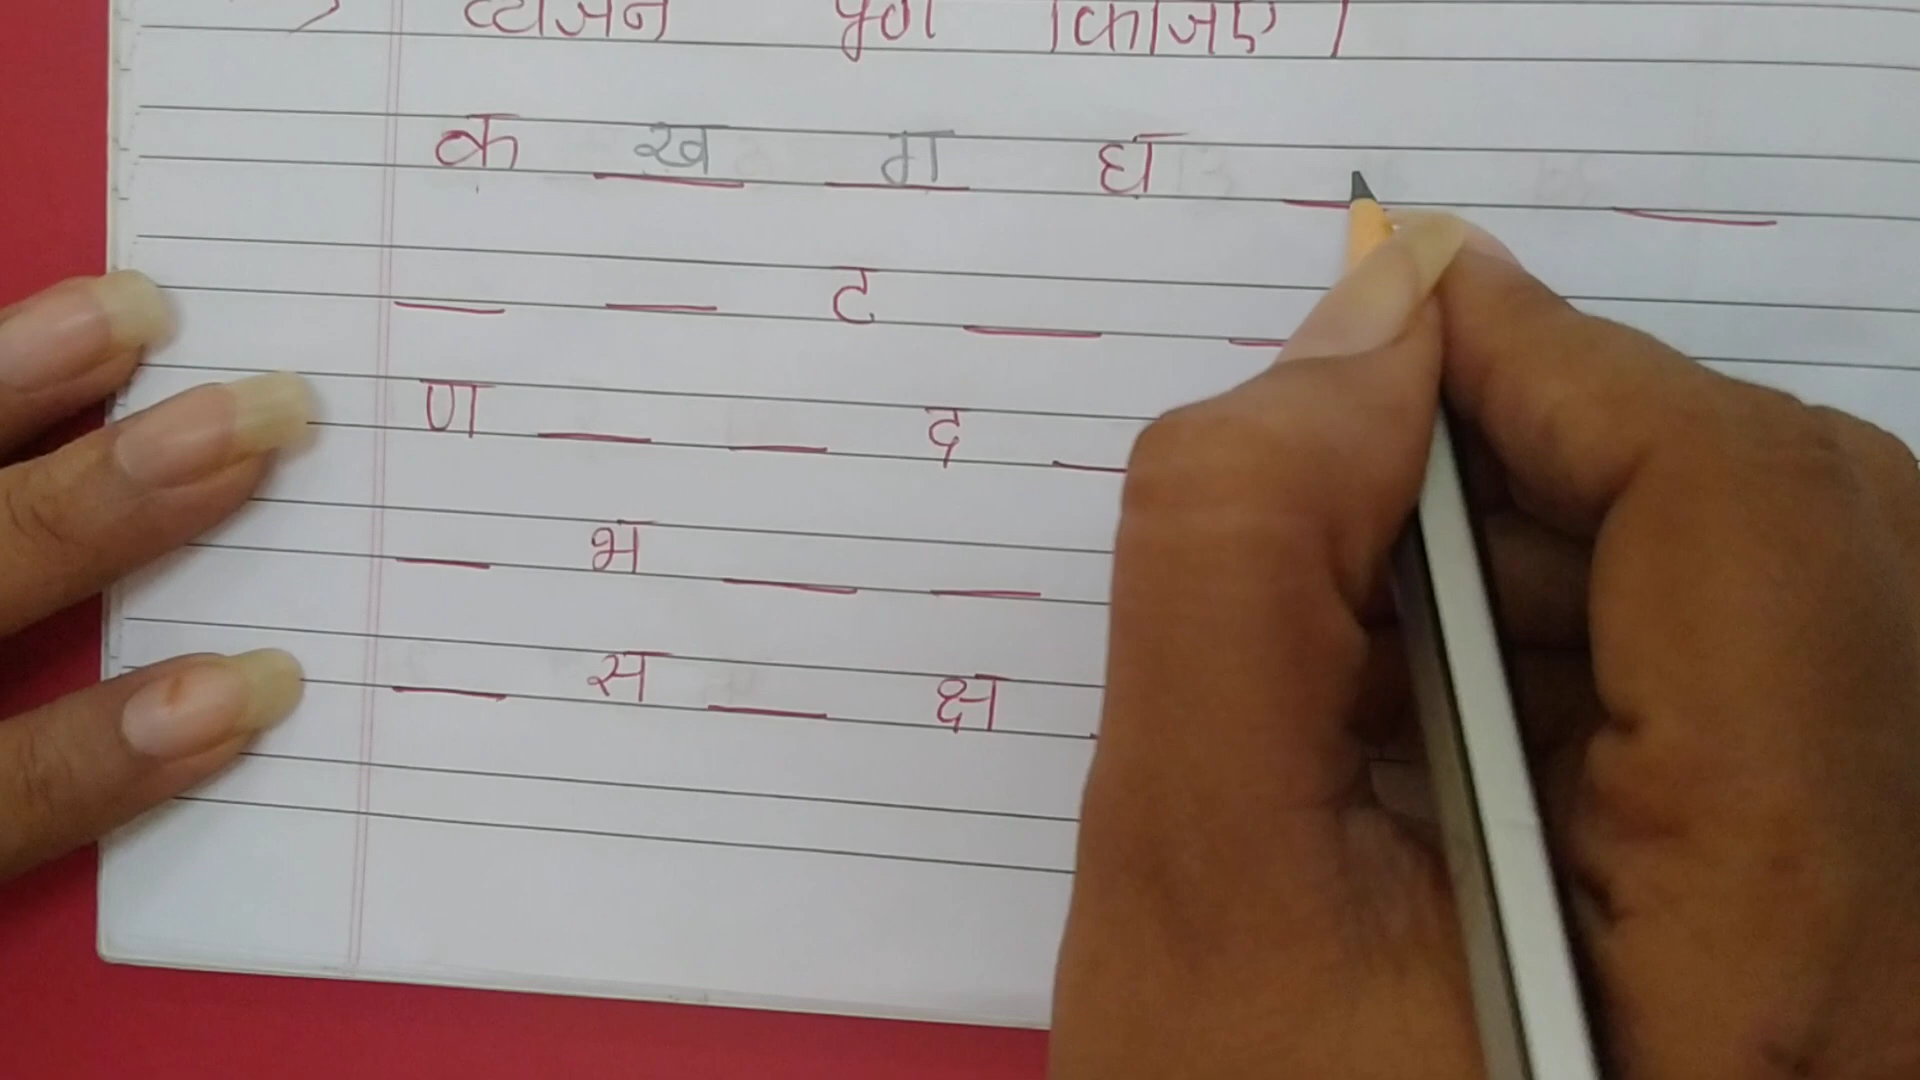 व्यंजन पूर्ण किजिए।
क ख ग घ
ट
ण द
भ
स क्ष